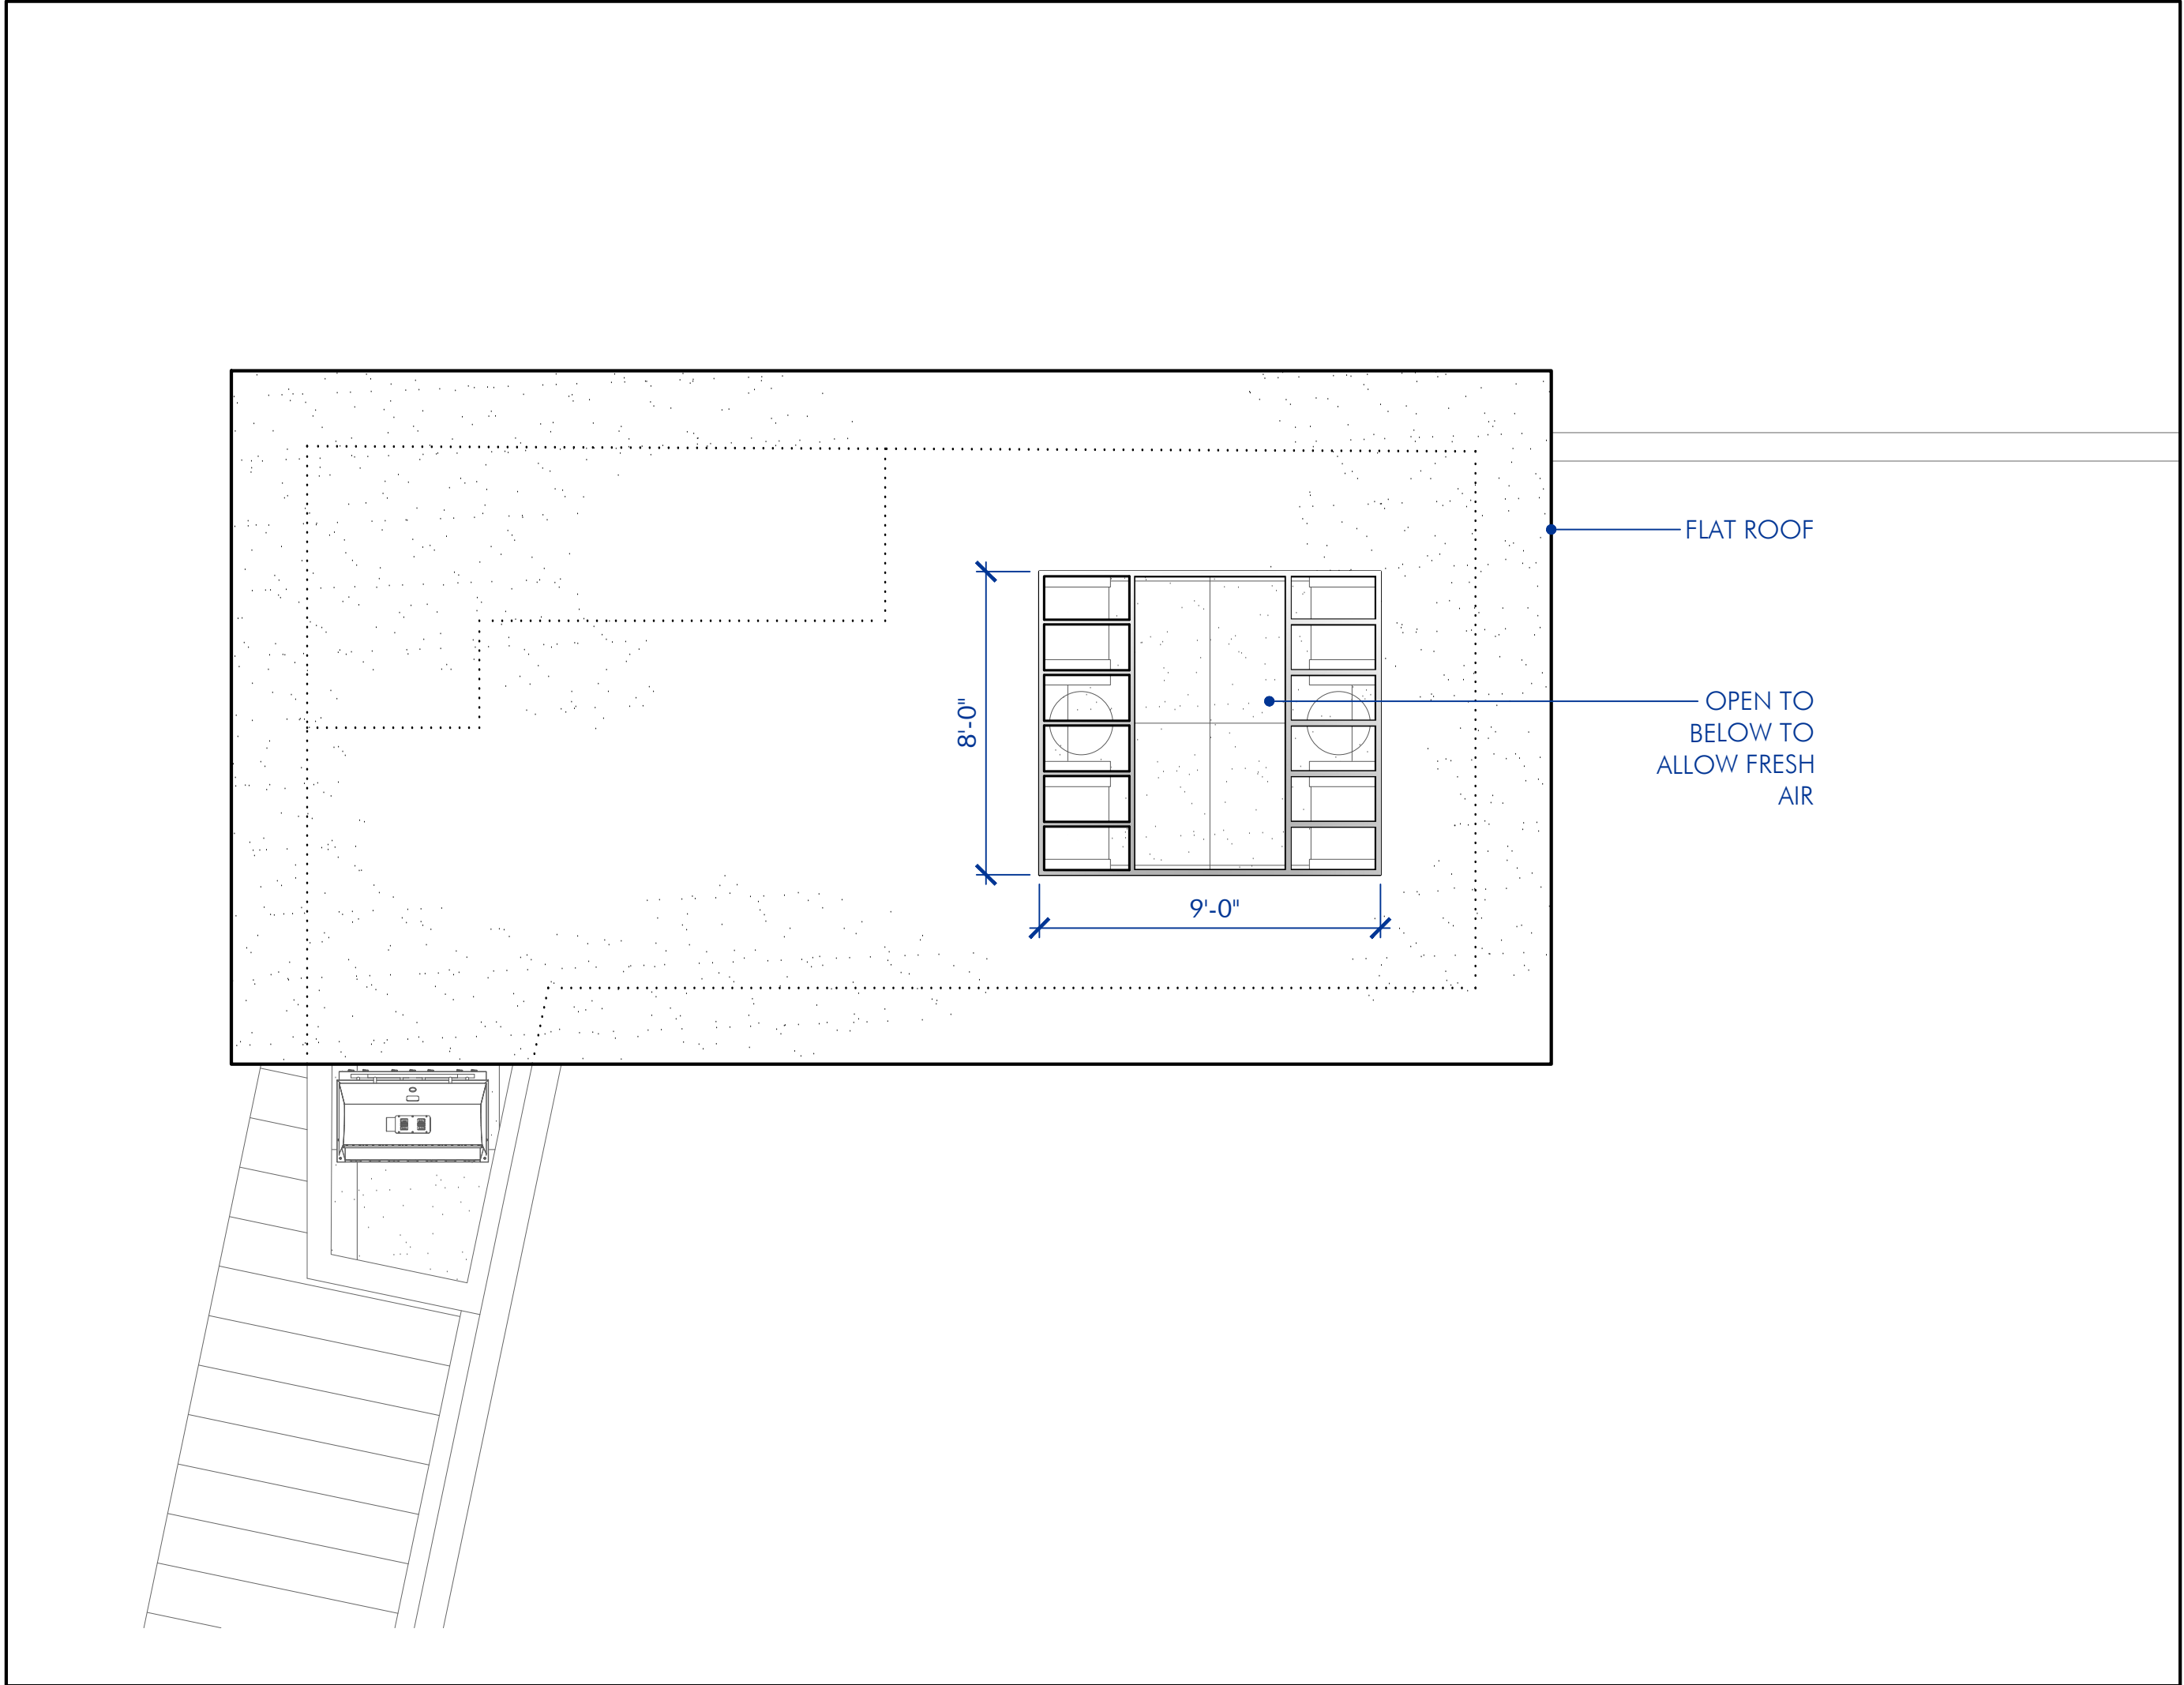 FLAT ROOF
OPEN TO
BELOW TO
ALLOW FRESH
AIR
8'-0"
9'-0"